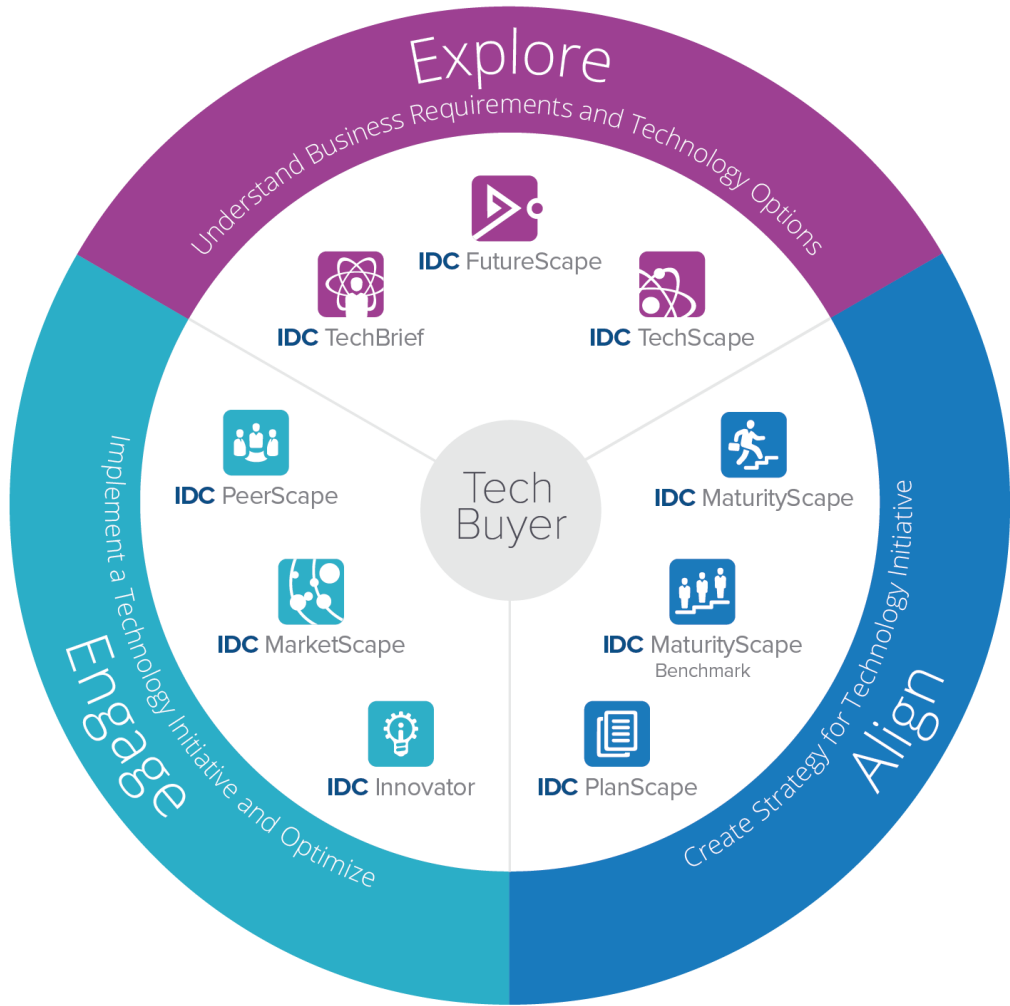 Explore
Understand Business Requirements and Technology Options
IDC FutureScape
IDC TechBrief
IDC TechScape
IDC PeerScape
Tech
Buyer
IDC MaturityScape
IDC MarketScape
IDC MaturityScape
Benchmark
IDC Innovator
IDC PlanScape
Engage
Implement a Technology Initiative and Optimize
Align
Create Strategy for Technology Initiative